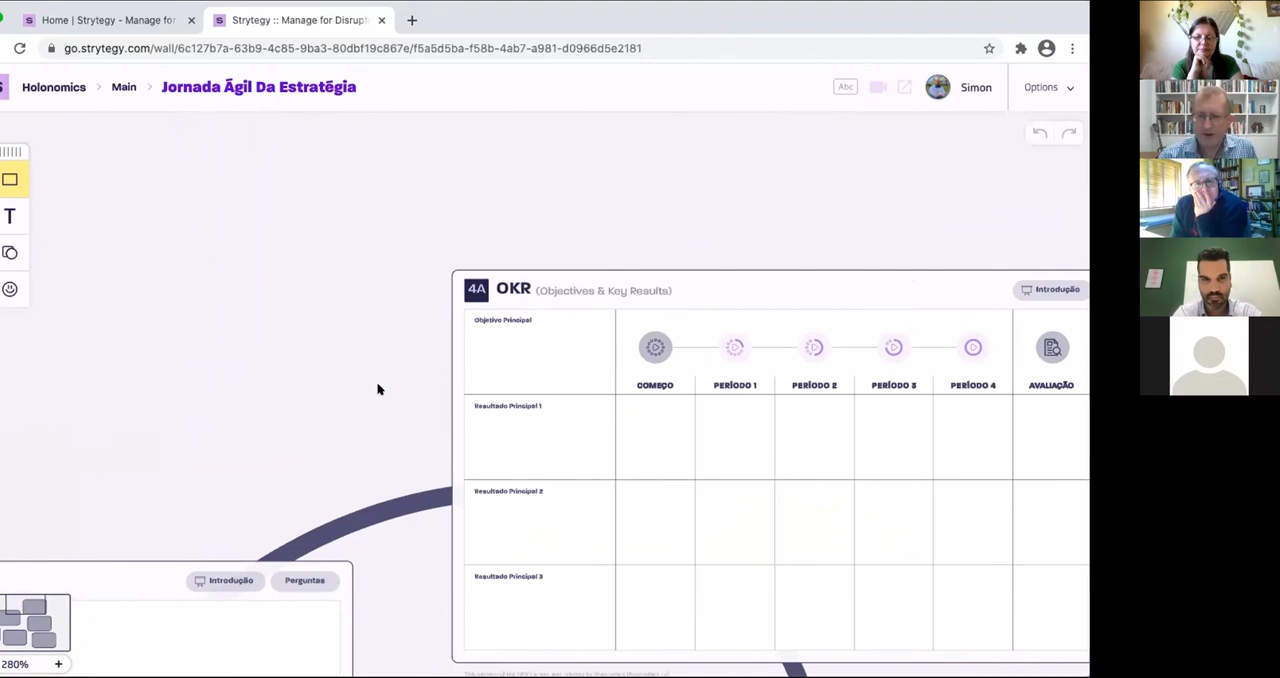 Home | Strytegy - Manage for
Strytegy :: Manage for Disrupt
go.strytegy.com/wall/6c127b7a-63b9-4c85-9ba3-80dbf19c867e/f5a5d5ba-f58b-4ab7-a981-d0966d5e2181
Holonomics > Main > Jornada Ágil Da Estratégia
Abc
Simon
Options
T
4A OKR (Objectives & Key Results)
Introdução
Objetivo Principal
COMEÇO PERÍODO 1 PERÍODO 2 PERÍODO 3 PERÍODO 4 AVALIAÇÃO
Resultado Principal 1
Resultado Principal 2
Resultado Principal 3
Introdução Perguntas
280% +